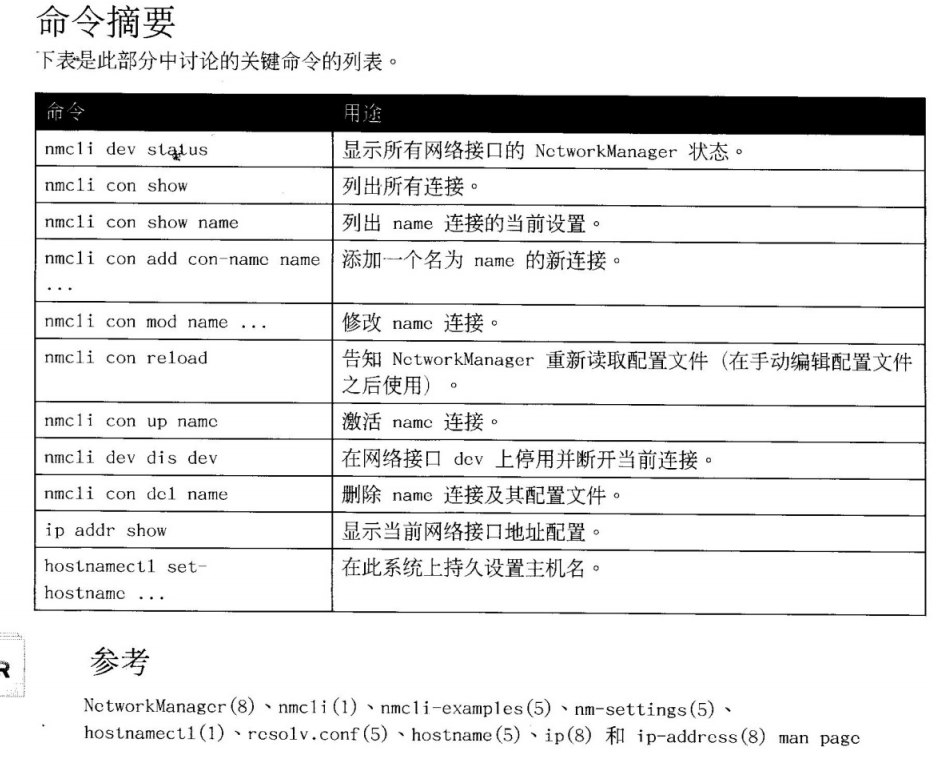 命令摘要
下表是此部分中讨论的关键命令的列表。
命令 用途
nmcli dev status 显示所有网络接口的 NetworkManager 状态。
nmcli con show 列出所有连接。
nmcli con show name 列出 name 连接的当前设置。
nmcli con add con-name name 添加一个名为 name 的新连接。
...
nmcli con mod name ... 修改 name 连接。
nmcli con reload 告知 NetworkManager 重新读取配置文件（在手动编辑配置文件
之后使用）。
nmcli con up name 激活 name 连接。
nmcli dev dis dev 在网络接口 dev 上停用并断开当前连接。
nmcli con del name 删除 name 连接及其配置文件。
ip addr show 显示当前网络接口地址配置。
hostnamectl set- 在此系统上持久设置主机名。
hostname ...
R
参考
NetworkManager(8)、nmcli(1)、nmcli-examples(5)、nm-settings(5)、
hostnamectl(1)、resolv.conf(5)、hostname(5)、ip(8) 和 ip-address(8) man page